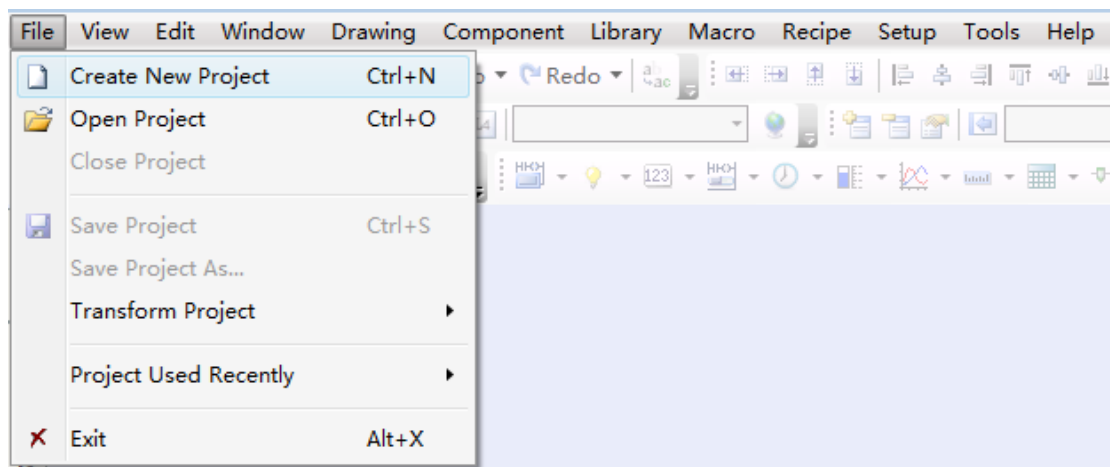 File View Edit Window Drawing Component Library Macro Recipe Setup Tools Help
Create New Project Ctrl+N
Redo
Open Project Ctrl+O
Close Project
123
Save Project Ctrl+S
Save Project As...
Transform Project
Project Used Recently
Exit Alt+X